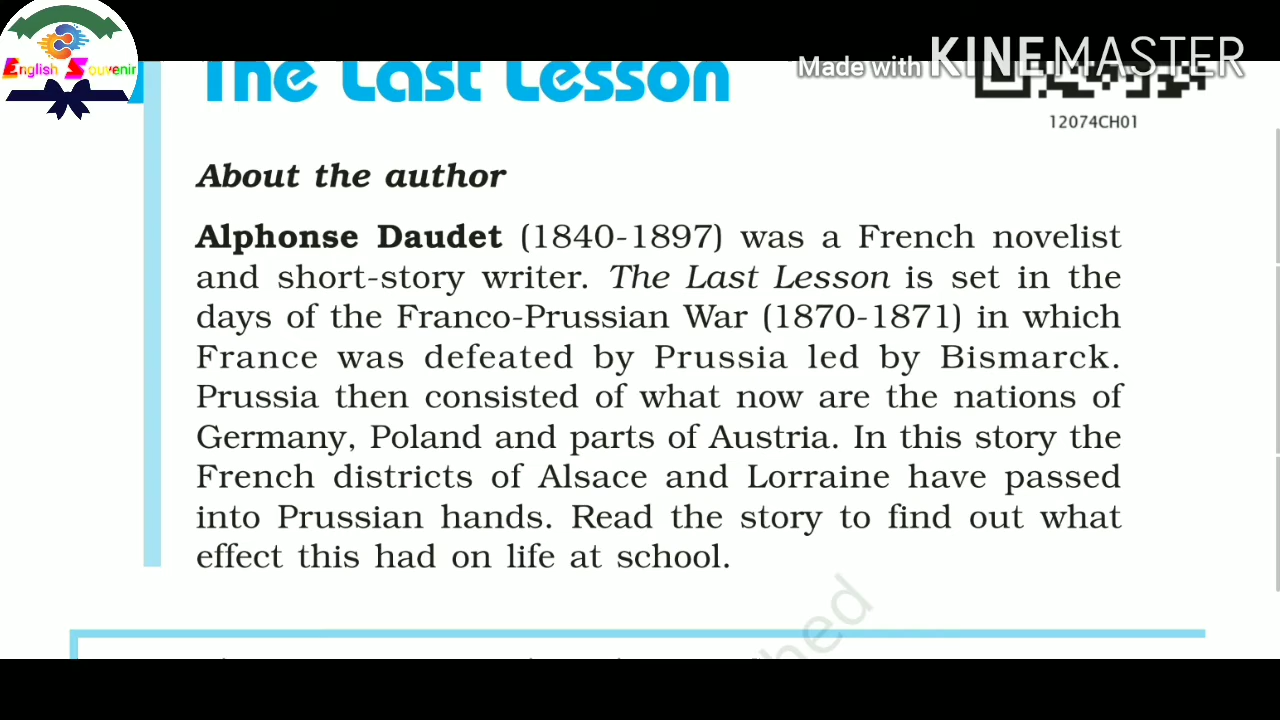 English Souvenir
Made with KINEMASTER
The Last Lesson
12074CH01
About the author
Alphonse Daudet (1840-1897) was a French novelist
and short-story writer. The Last Lesson is set in the
days of the Franco-Prussian War (1870-1871) in which
France was defeated by Prussia led by Bismarck.
Prussia then consisted of what now are the nations of
Germany, Poland and parts of Austria. In this story the
French districts of Alsace and Lorraine have passed
into Prussian hands. Read the story to find out what
effect this had on life at school.